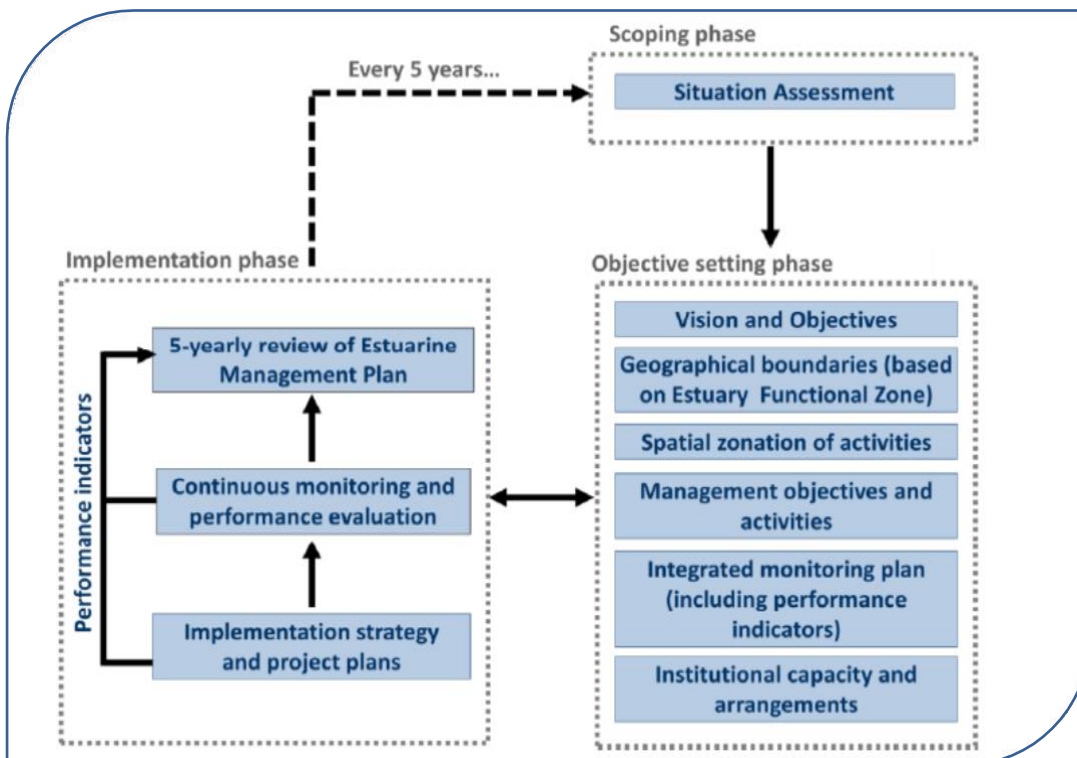 Scoping phase
Every 5 years...
Situation Assessment
Implementation phase
Objective setting phase
5-yearly review of Estuarine
Management Plan
Continuous monitoring and
performance evaluation
Implementation strategy
and project plans
Performance indicators
Vision and Objectives
Geographical boundaries (based
on Estuary Functional Zone)
Spatial zonation of activities
Management objectives and
activities
Integrated monitoring plan
(including performance
indicators)
Institutional capacity and
arrangements